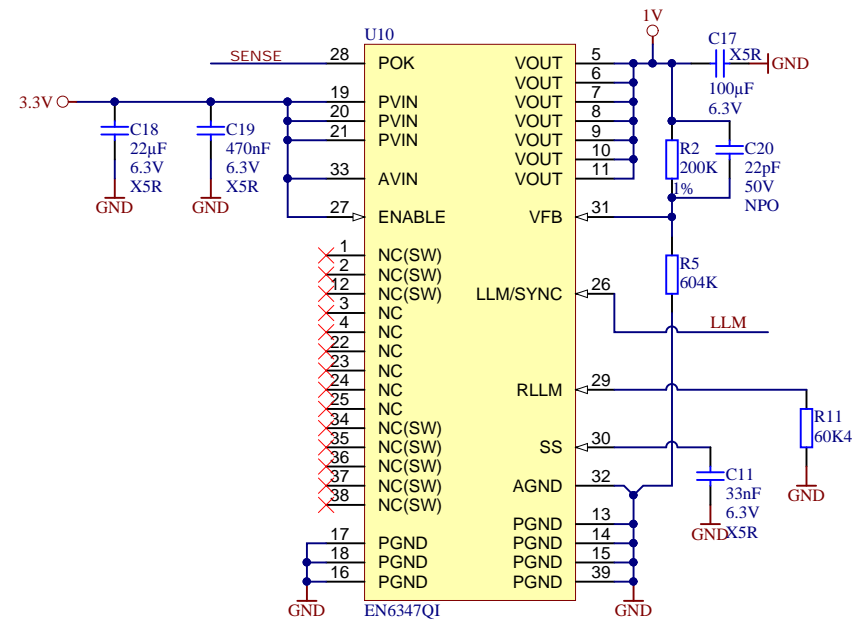 1V
U10
C17
SENSE
28
POK
VOUT
5
X5R
GND
VOUT
6
100µF
3.3V
19
PVIN
VOUT
7
6.3V
20
PVIN
VOUT
8
C18
C19
21
PVIN
VOUT
9
R2
C20
22µF
470nF
VOUT
10
200K
22pF
6.3V
6.3V
33
AVIN
VOUT
11
1%
50V
X5R
X5R
NPO
GND
GND
27
ENABLE
VFB
31
1
NC(SW)
2
NC(SW)
R5
12
NC(SW)
LLM/SYNC
26
604K
3
NC
4
NC
LLM
22
NC
23
NC
24
NC
RLLM
29
25
NC
R11
34
NC(SW)
60K4
35
NC(SW)
SS
30
36
NC(SW)
C11
37
NC(SW)
AGND
32
33nF
38
NC(SW)
6.3V
GND
PGND
13
GND
X5R
17
PGND
PGND
14
18
PGND
PGND
15
16
PGND
PGND
39
GND
EN6347QI
GND